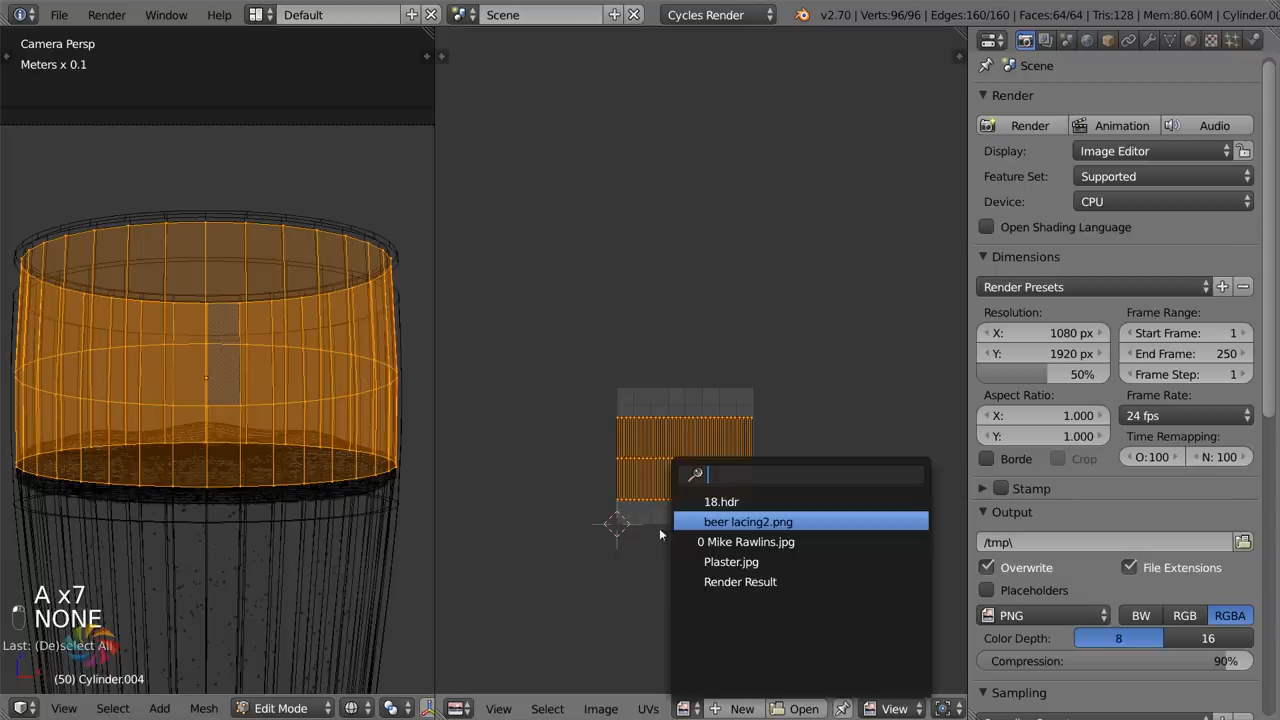 File Render Window Help Default Scene Cycles Render v2.70 | Verts:96/96 | Edges:160/160 | Faces:64/64 | Tris:128 | Mem:80.60M | Cylinder.00
Camera Persp
Meters x 0.1
Scene
Render
Render Animation Audio
Display: Image Editor
Feature Set: Supported
Device: CPU
Open Shading Language
Dimensions
Render Presets
Resolution: Frame Range:
X: 1080 px Start Frame: 1
Y: 1920 px End Frame: 250
50% Frame Step: 1
Aspect Ratio: Frame Rate:
X: 1.000 24 fps
Y: 1.000 Time Remapping:
Borde Crop O:100 N: 100
Stamp
Output
/tmp\
Overwrite File Extensions
Placeholders
PNG BW RGB RGBA
Color Depth: 8 16
Compression: 90%
Sampling
18.hdr
beer lacing2.png
0 Mike Rawlins.jpg
Plaster.jpg
Render Result
A x7
NONE
Last: (De)select All
(50) Cylinder.004
View Select Add Mesh Edit Mode
View Select Image UVs New Open View